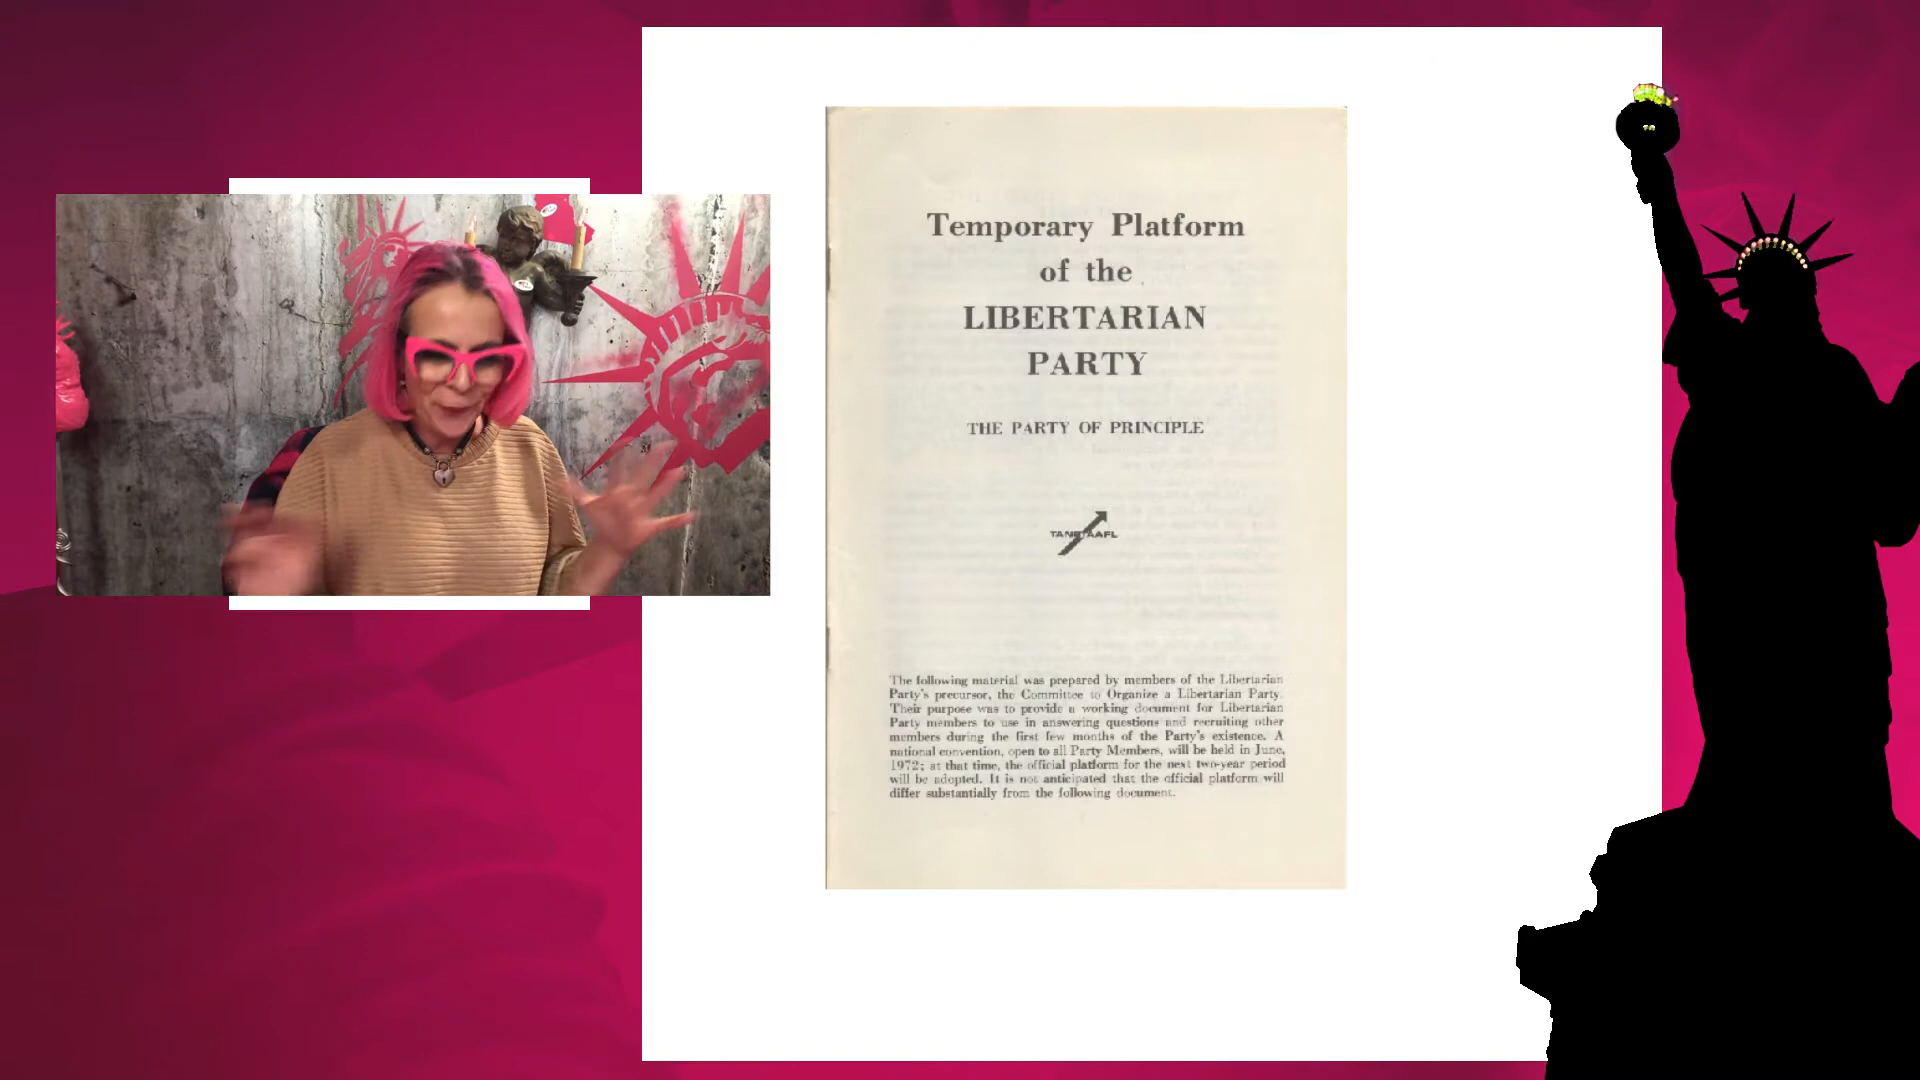 Temporary Platform
of the
LIBERTARIAN
PARTY
THE PARTY OF PRINCIPLE
TANSTAAFL
The following material was prepared by members of the Libertarian
Party's precursor, the Committee to Organize a Libertarian Party.
Their purpose was to provide a working document for Libertarian
Party members to use in answering questions and recruiting other
members during the first few months of the Party's existence. A
national convention, open to all Party Members, will be held in June,
1972; at that time, the official platform for the next two-year period
will be adopted. It is not anticipated that the official platform will
differ substantially from the following document.